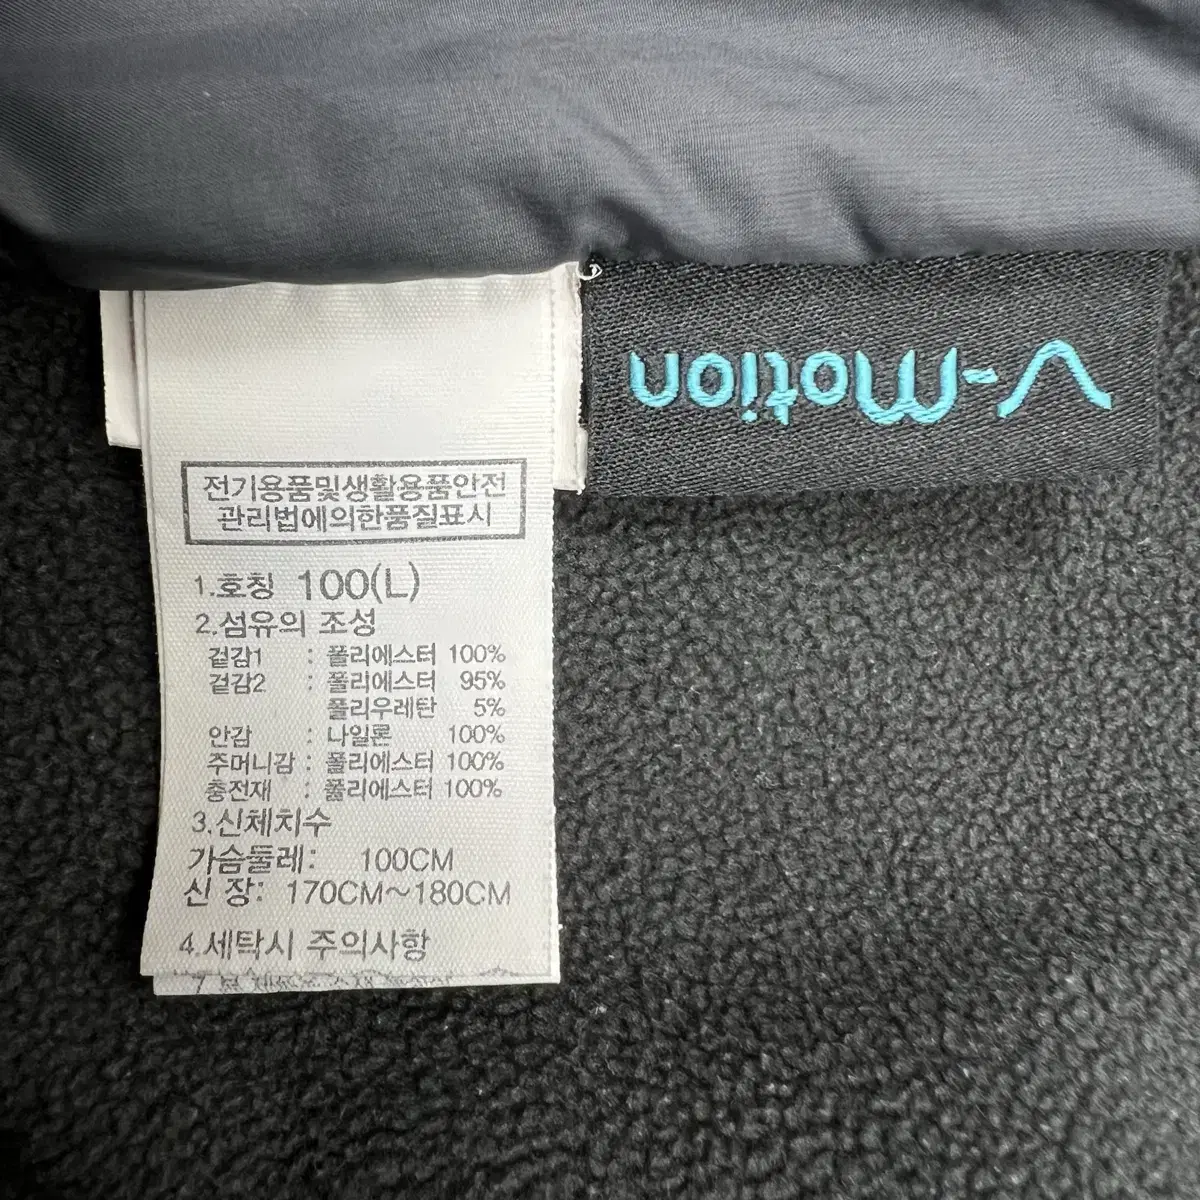 V-Motion
전기용품및생활용품안전
관리법에의한품질표시
1.호칭 100(L)
2.섬유의 조성
겉감1 : 폴리에스터 100%
겉감2 : 폴리에스터 95%
폴리우레탄 5%
안감 : 나일론 100%
주머니감 : 폴리에스터 100%
충전재 : 폴리에스터 100%
3.신체치수
가슴둘레: 100CM
신 장: 170CM~180CM
4.세탁시 주의사항